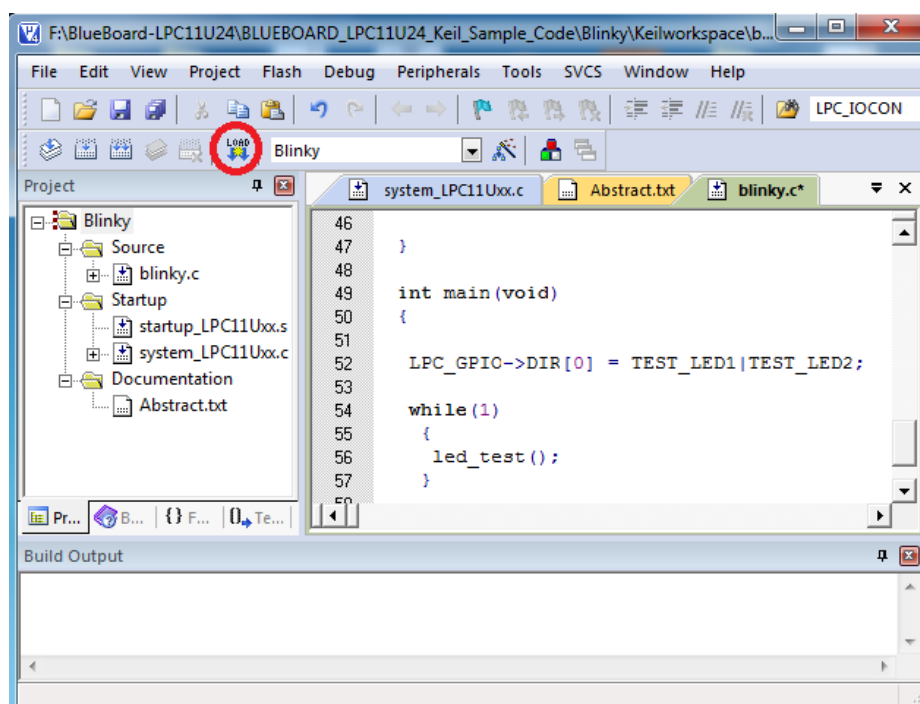 F:\BlueBoard-LPC11U24\BLUEBOARD_LPC11U24_Keil_Sample_Code\Blinky\Keilworkspace\b...
File Edit View Project Flash Debug Peripherals Tools SVCS Window Help
LPC_IOCON
LOAD Blinky
Project
system_LPC11Uxx.c Abstract.txt blinky.c*
Blinky
Source
blinky.c
Startup
startup_LPC11Uxx.s
system_LPC11Uxx.c
Documentation
Abstract.txt
46
47 }
48
49 int main(void)
50 {
51
52 LPC_GPIO->DIR[0] = TEST_LED1|TEST_LED2;
53
54 while(1)
55 {
56 led_test();
57 }
Pr... B... {} F... 0 Te...
Build Output